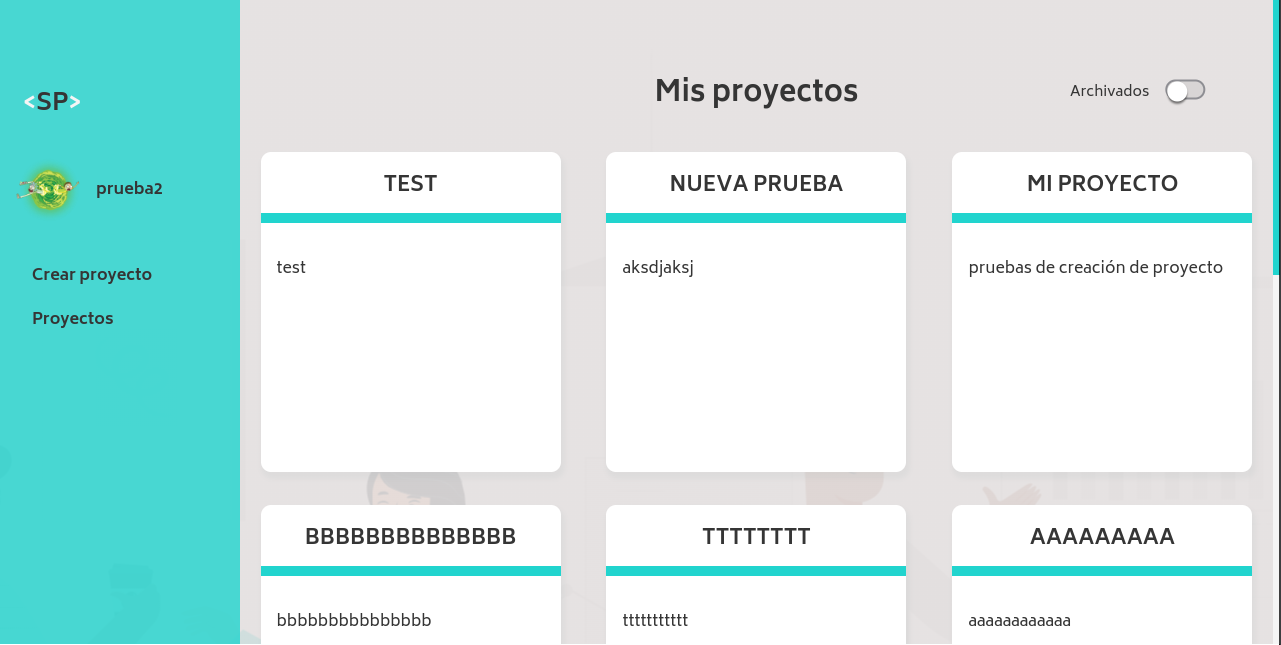 <SP>
prueba2
Crear proyecto
Proyectos
Mis proyectos
Archivados
TEST
test
NUEVA PRUEBA
aksdjaksj
MI PROYECTO
pruebas de creación de proyecto
BBBBBBBBBBBBBB
bbbbbbbbbbbbbbb
TTTTTTTT
ttttttttttt
AAAAAAAAA
aaaaaaaaaaaa